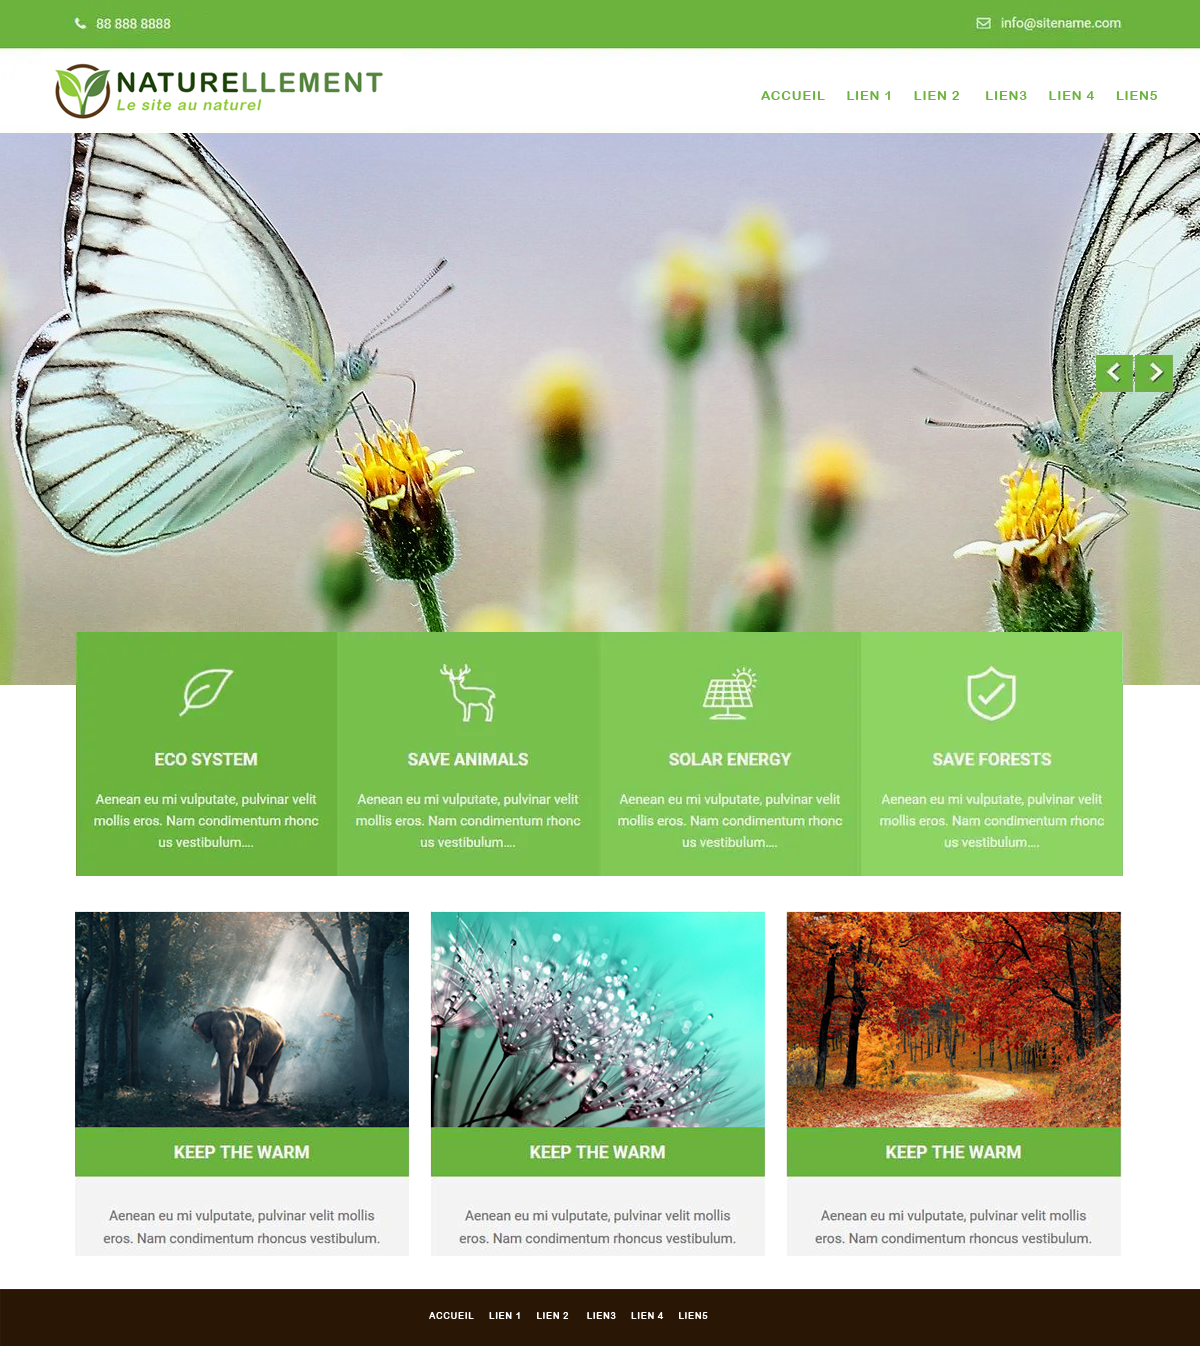 88 888 8888
info@sitename.com
NATURELLEMENT
Le site au naturel
ACCUEIL LIEN 1 LIEN 2 LIEN3 LIEN 4 LIEN5
ECO SYSTEM
Aenean eu mi vulputate, pulvinar velit
mollis eros. Nam condimentum rhonc
us vestibulum....
SAVE ANIMALS
Aenean eu mi vulputate, pulvinar velit
mollis eros. Nam condimentum rhonc
us vestibulum....
SOLAR ENERGY
Aenean eu mi vulputate, pulvinar velit
mollis eros. Nam condimentum rhonc
us vestibulum....
SAVE FORESTS
Aenean eu mi vulputate, pulvinar velit
mollis eros. Nam condimentum rhonc
us vestibulum....
KEEP THE WARM
Aenean eu mi vulputate, pulvinar velit mollis
eros. Nam condimentum rhoncus vestibulum.
KEEP THE WARM
Aenean eu mi vulputate, pulvinar velit mollis
eros. Nam condimentum rhoncus vestibulum.
KEEP THE WARM
Aenean eu mi vulputate, pulvinar velit mollis
eros. Nam condimentum rhoncus vestibulum.
ACCUEIL LIEN 1 LIEN 2 LIEN3 LIEN 4 LIEN5